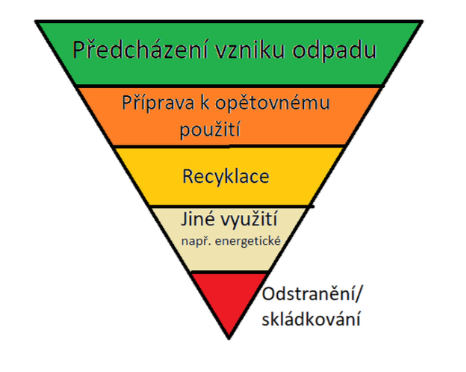 Předcházení vzniku odpadu
Příprava k opětovnému
použití
Recyklace
Jiné využití
např. energetické
Odstranění/
skládkování